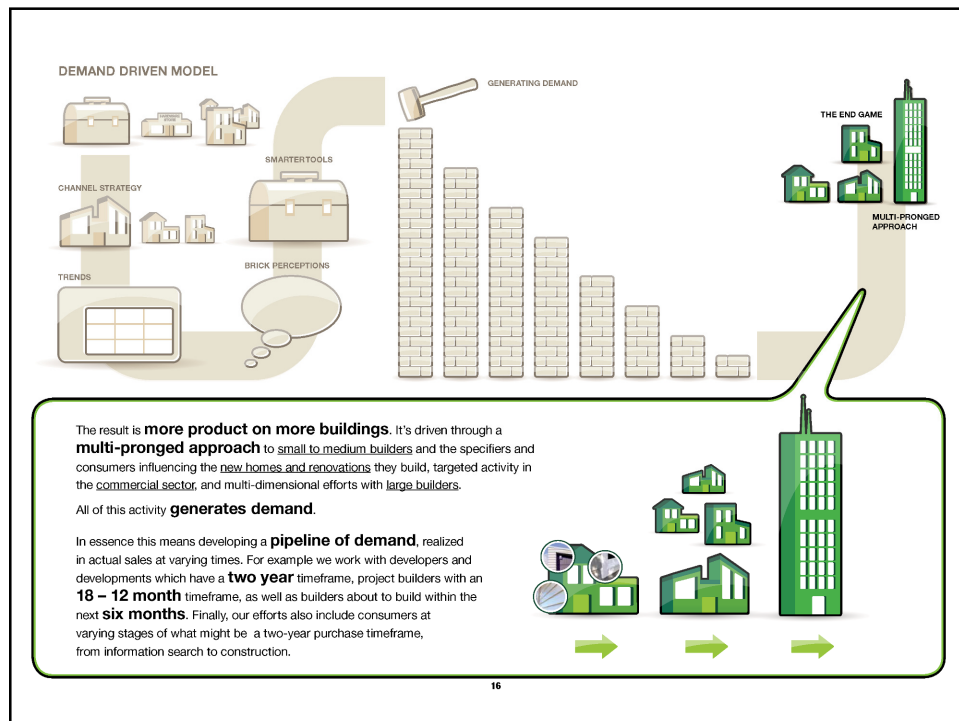 DEMAND DRIVEN MODEL
GENERATING DEMAND
THE END GAME
SMARTER TOOLS
CHANNEL STRATEGY
MULTI-PRONGED
APPROACH
BRICK PERCEPTIONS
TRENDS
The result is more product on more buildings. It's driven through a
multi-pronged approach to small to medium builders and the specifiers and
consumers influencing the new homes and renovations they build, targeted activity in
the commercial sector, and multi-dimensional efforts with large builders.
All of this activity generates demand.
In essence this means developing a pipeline of demand, realized
in actual sales at varying times. For example we work with developers and
developments which have a two year timeframe, project builders with an
18 – 12 month timeframe, as well as builders about to build within the
next six months. Finally, our efforts also include consumers at
varying stages of what might be a two-year purchase timeframe,
from information search to construction.
16